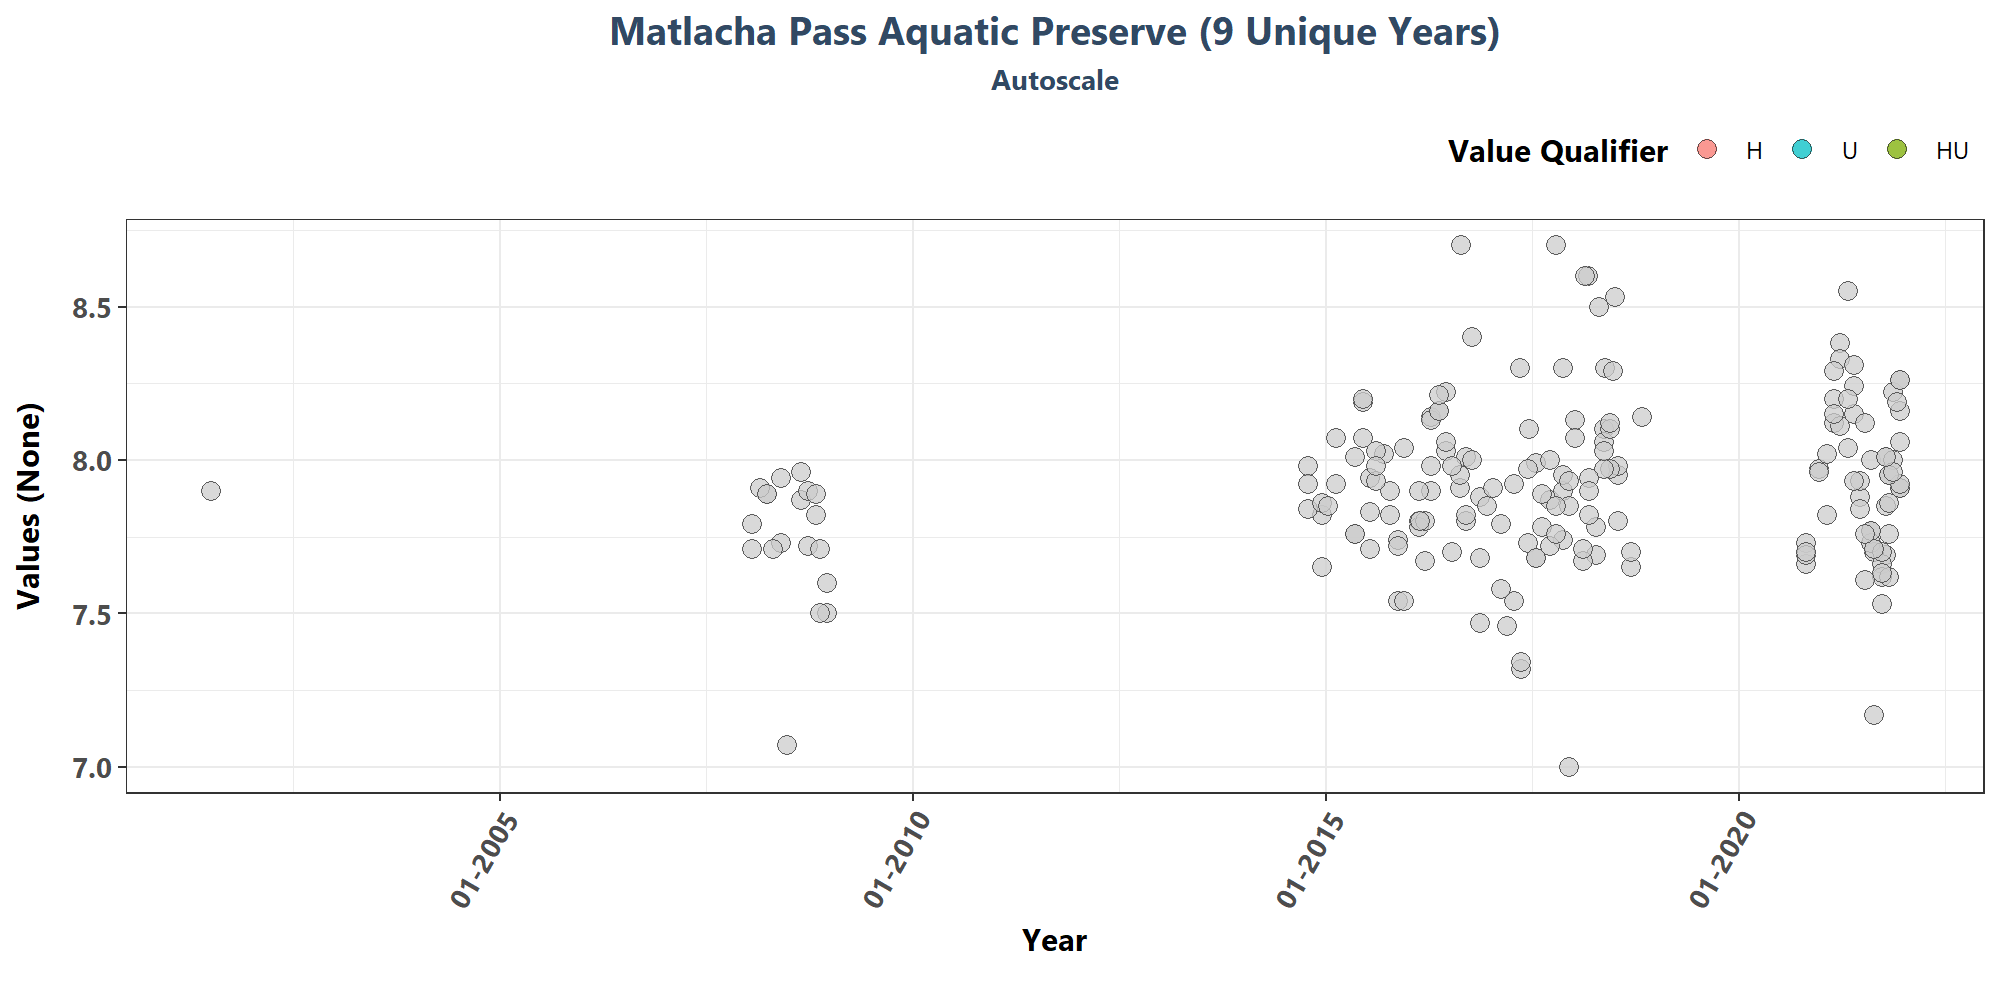 Matlacha Pass Aquatic Preserve (9 Unique Years)
Autoscale
Value Qualifier H U HU
Values (None)
8.5
8.0
7.5
7.0
01-2005 01-2010 01-2015 01-2020
Year